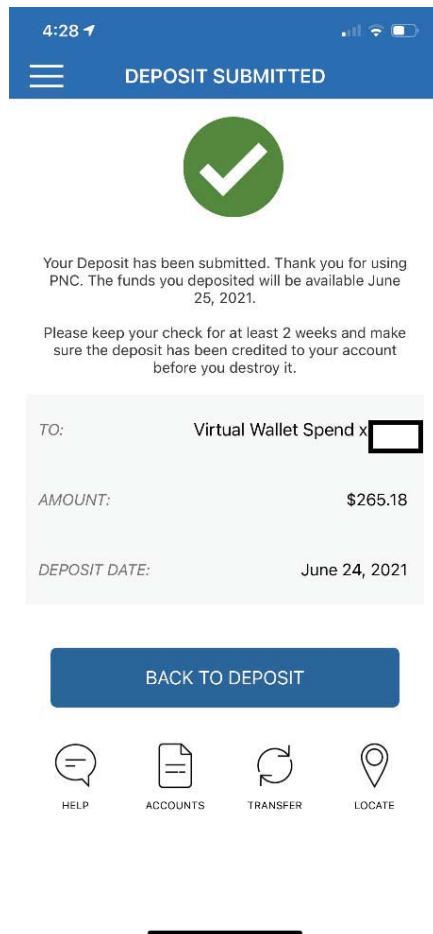 4:28
DEPOSIT SUBMITTED
Your Deposit has been submitted. Thank you for using
PNC. The funds you deposited will be available June
25, 2021.
Please keep your check for at least 2 weeks and make
sure the deposit has been credited to your account
before you destroy it.
TO: Virtual Wallet Spend x
AMOUNT: $265.18
DEPOSIT DATE: June 24, 2021
BACK TO DEPOSIT
HELP ACCOUNTS TRANSFER LOCATE